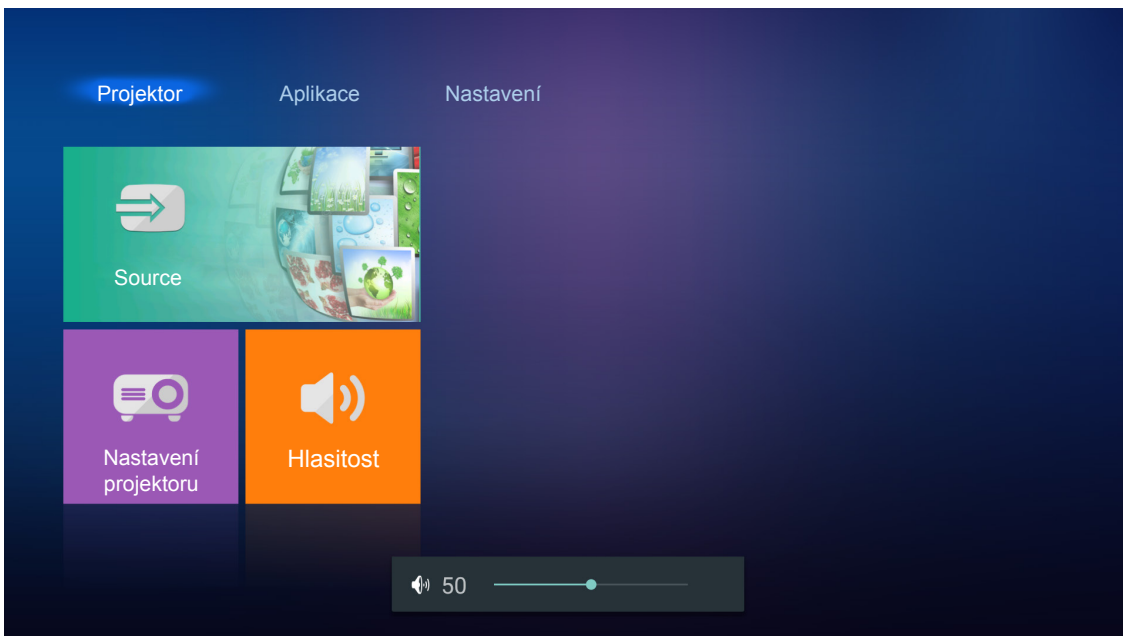 Projektor
Aplikace
Nastavení
Source
Nastavení
projektoru
Hlasitost
50